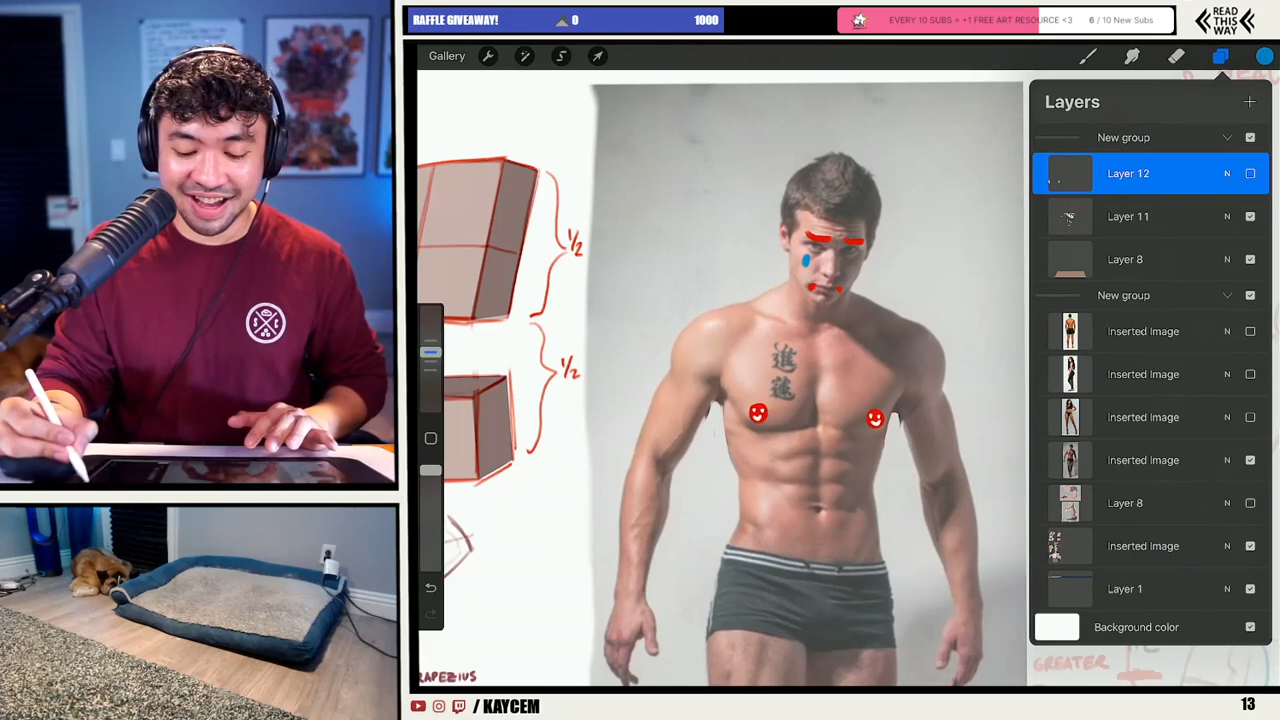 RAFFLE GIVEAWAY!
0
1000
EVERY 10 SUBS = +1 FREE ART RESOURCE <3
6 / 10 New Subs
READ
THIS
WAY
Gallery
Layers
New group
Layer 12 N
Layer 11 N
Layer 8 N
New group
Inserted Image N
Inserted Image N
Inserted Image N
Inserted Image N
Layer 8 N
Inserted Image N
Layer 1 N
Background color
1/2
1/2
進
RAPEZIUS
GREATER
/ KAYCEM
13